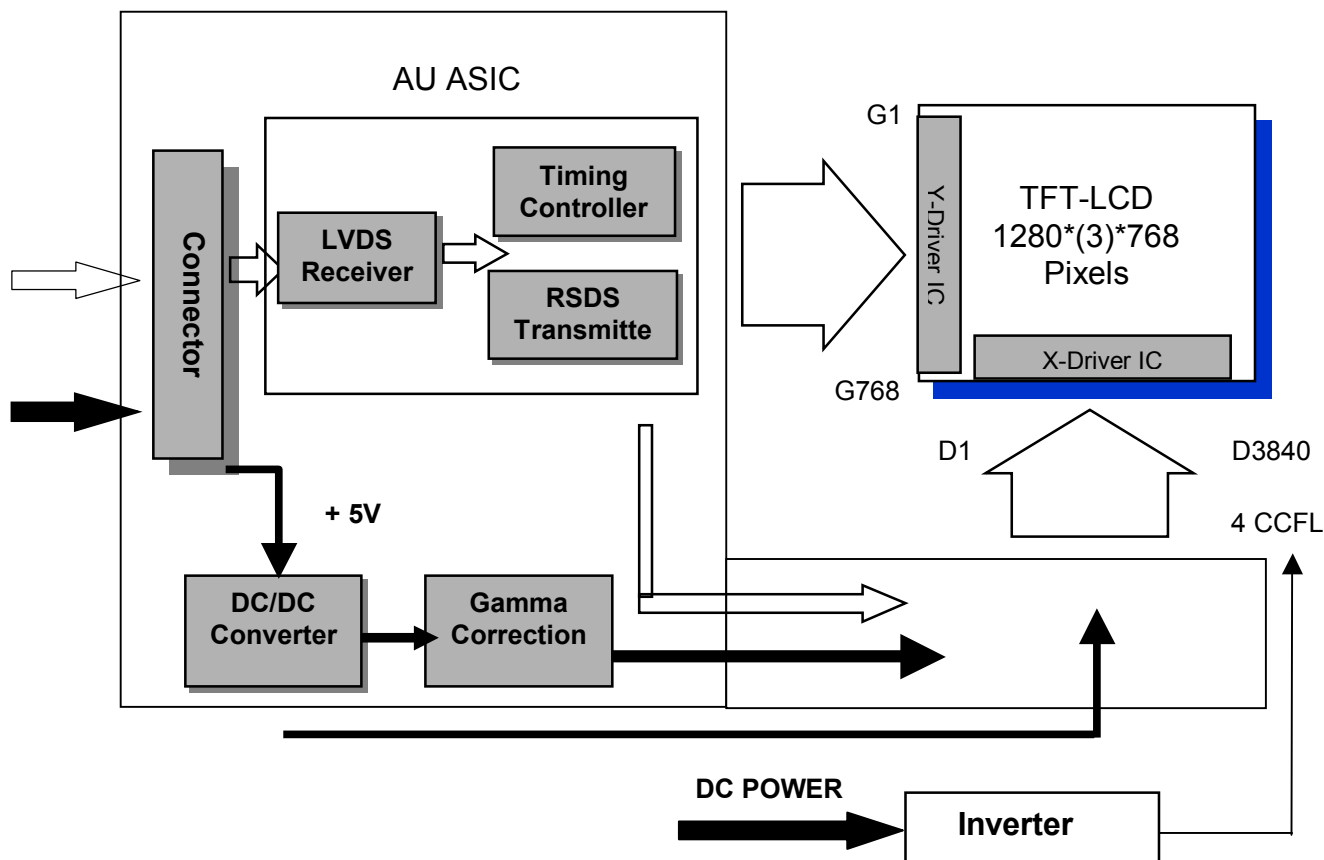 AU ASIC
Connector
LVDS
Receiver
Timing
Controller
RSDS
Transmitte
G1
Y-Driver IC
TFT-LCD
1280*(3)*768
Pixels
X-Driver IC
G768
D1
D3840
4 CCFL
+ 5V
DC/DC
Converter
Gamma
Correction
DC POWER
Inverter